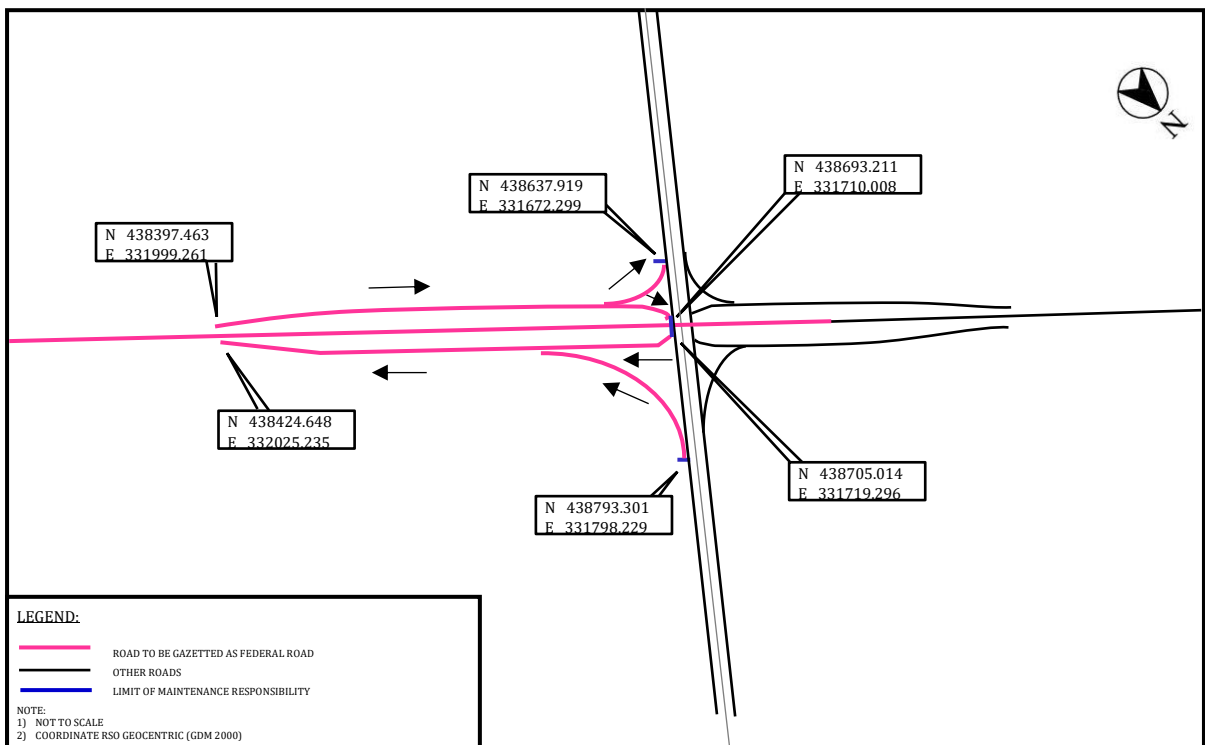 N
N 438693.211
E 331710.008
N 438637.919
E 331672.299
N 438397.463
E 331999.261
N 438424.648
E 332025.235
N 438705.014
E 331719.296
N 438793.301
E 331798.229
LEGEND:
ROAD TO BE GAZETTED AS FEDERAL ROAD
OTHER ROADS
LIMIT OF MAINTENANCE RESPONSIBILITY
NOTE:
1) NOT TO SCALE
2) COORDINATE RSO GEOCENTRIC (GDM 2000)